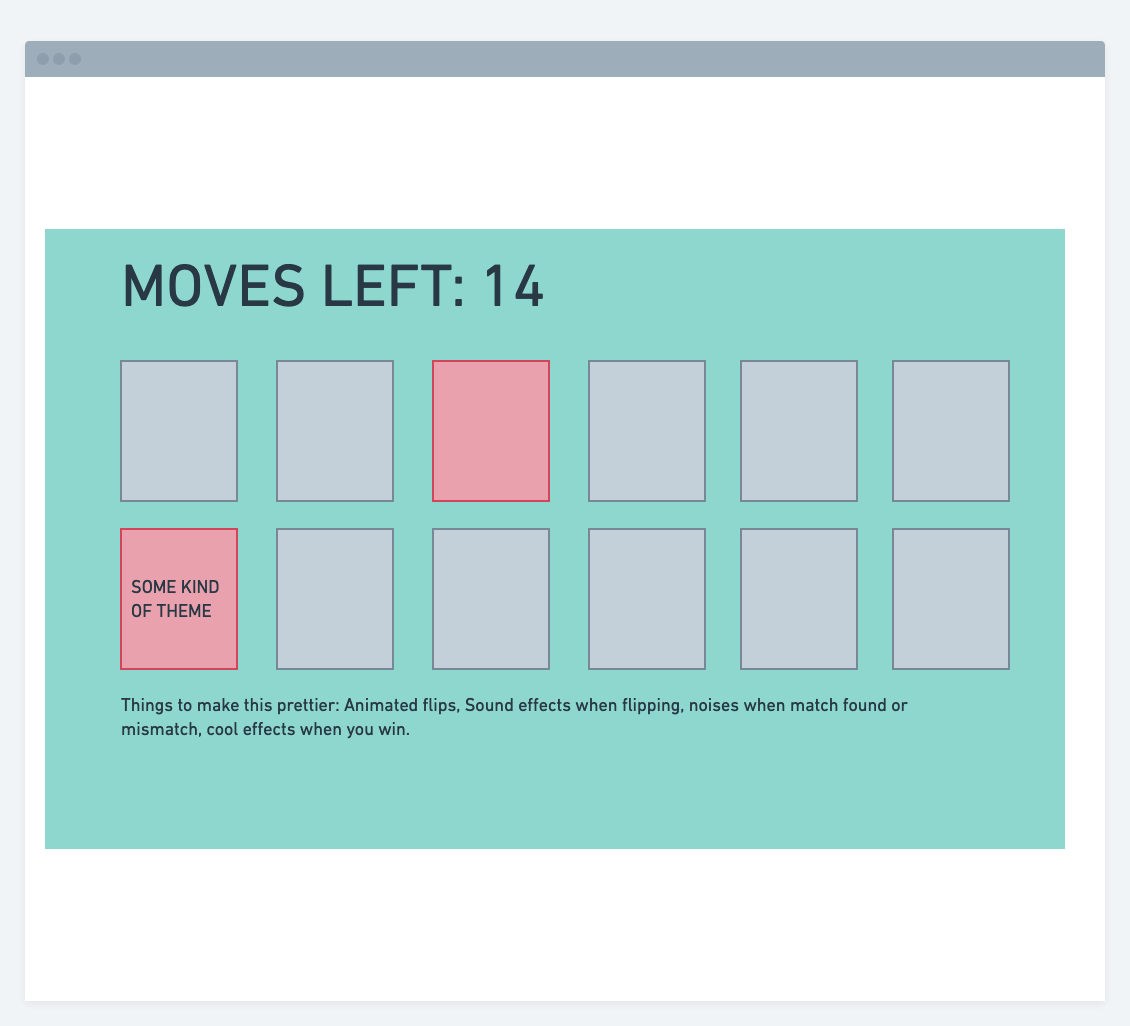 MOVES LEFT: 14
SOME KIND
OF THEME
Things to make this prettier: Animated flips, Sound effects when flipping, noises when match found or
mismatch, cool effects when you win.